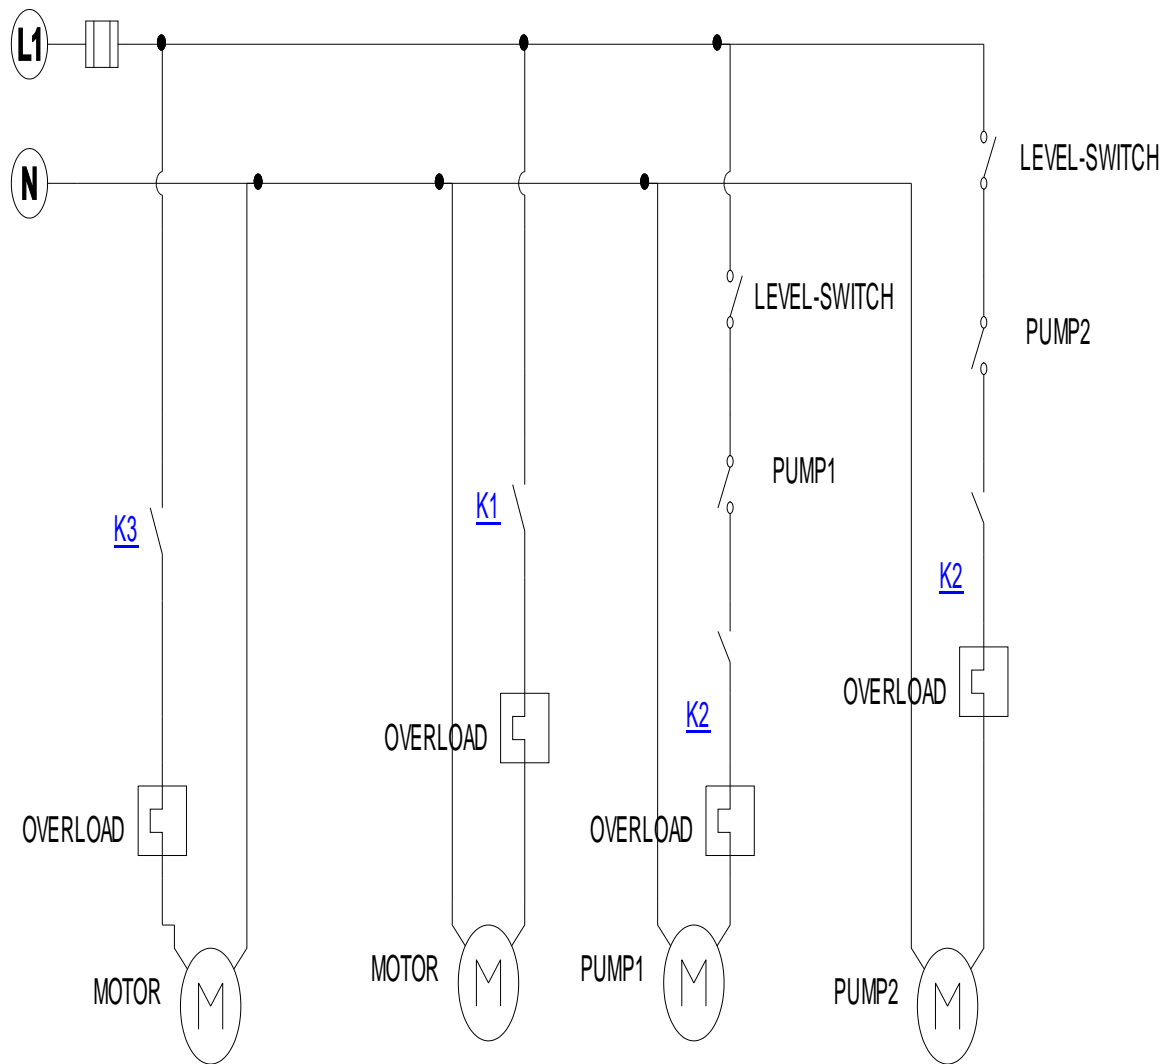 L1
N
LEVEL-SWITCH
LEVEL-SWITCH
PUMP2
PUMP1
K3
K1
K2
K2
OVERLOAD
OVERLOAD
OVERLOAD
OVERLOAD
MOTOR
M
MOTOR
M
PUMP1
M
PUMP2
M